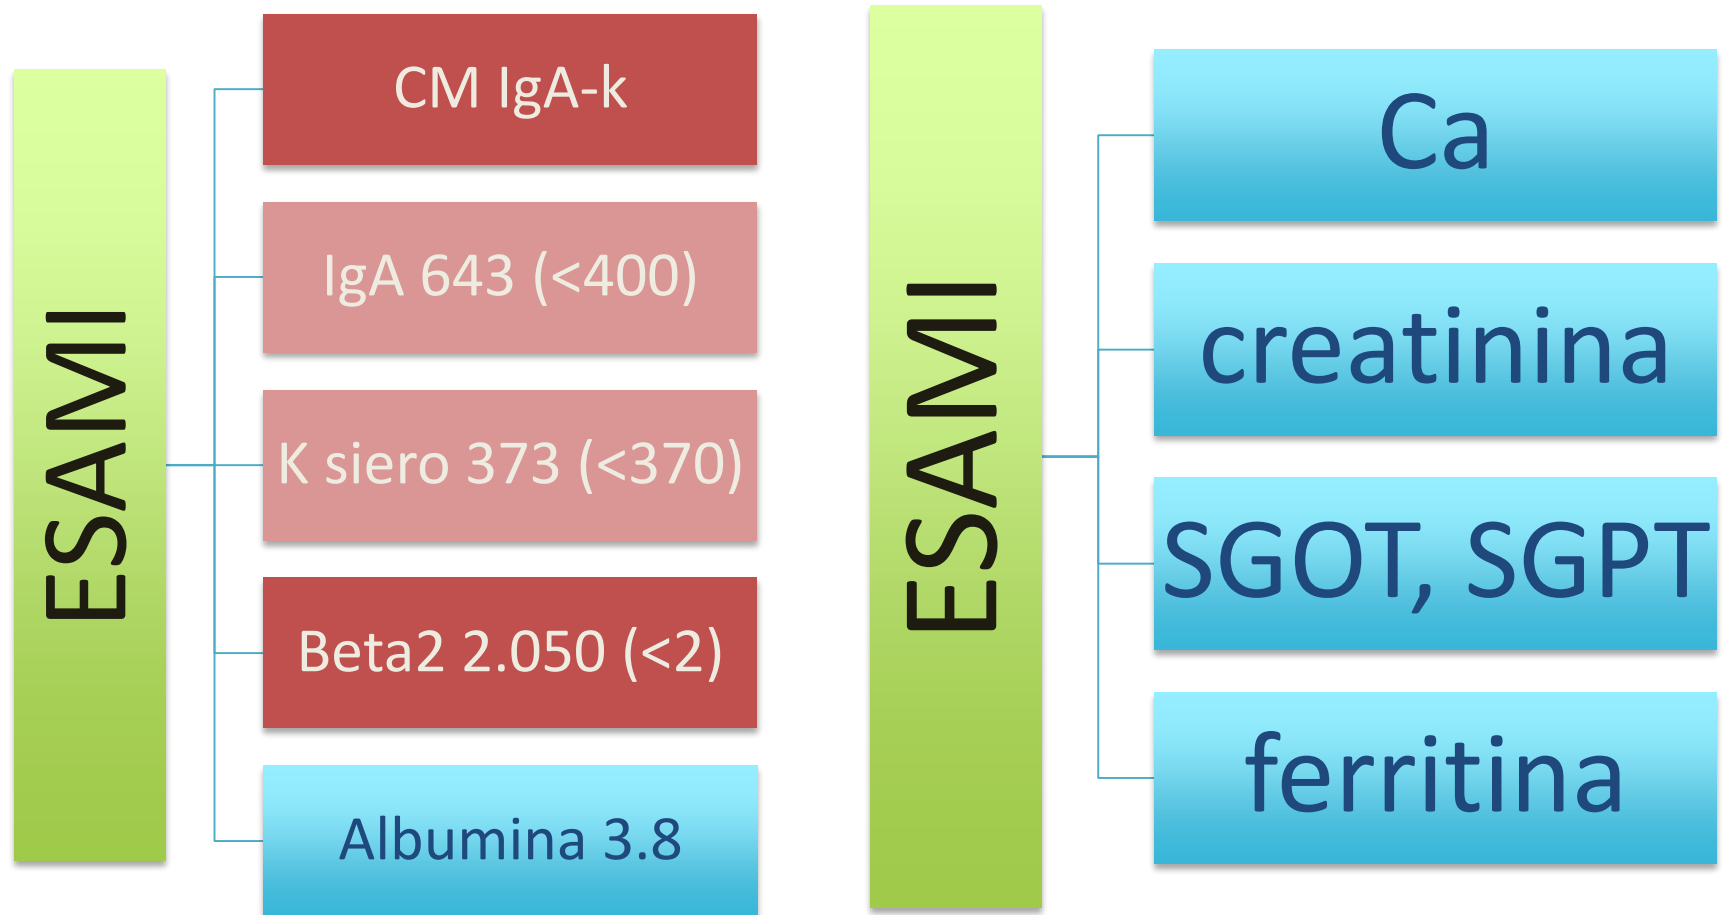 ESAMI
CM IgA-k
IgA 643 (<400)
K siero 373 (<370)
Beta2 2.050 (<2)
Albumina 3.8
ESAMI
Ca
creatinina
SGOT, SGPT
ferritina